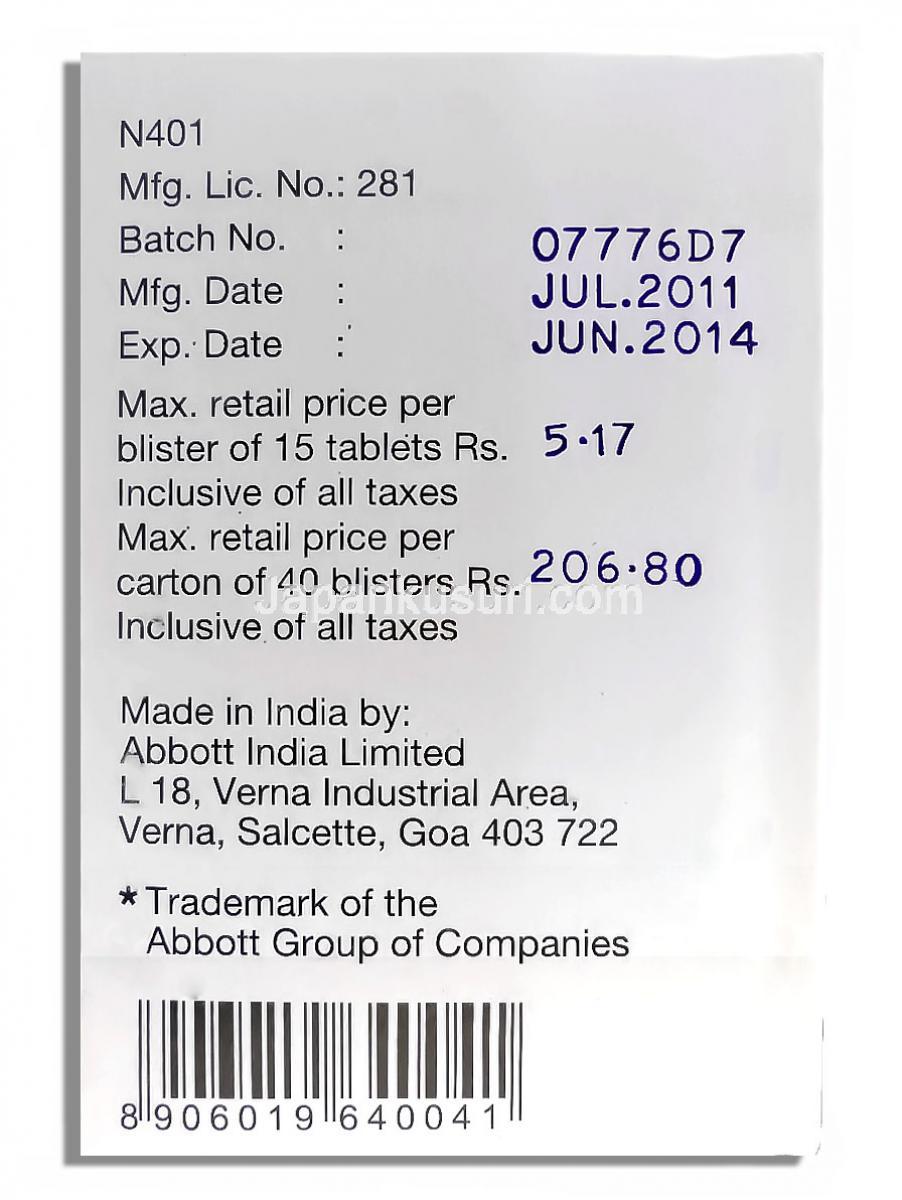 N401
Mfg. Lic. No.: 281
Batch No. : 07776D7
Mfg. Date : JUL.2011
Exp. Date : JUN.2014
Max. retail price per
blister of 15 tablets Rs. 5.17
Inclusive of all taxes
Max. retail price per
carton of 40 blisters Rs. 206.80
Japankusuri.com
Inclusive of all taxes
Made in India by:
Abbott India Limited
L 18, Verna Industrial Area,
Verna, Salcette, Goa 403 722
* Trademark of the
Abbott Group of Companies
8 906019 640041